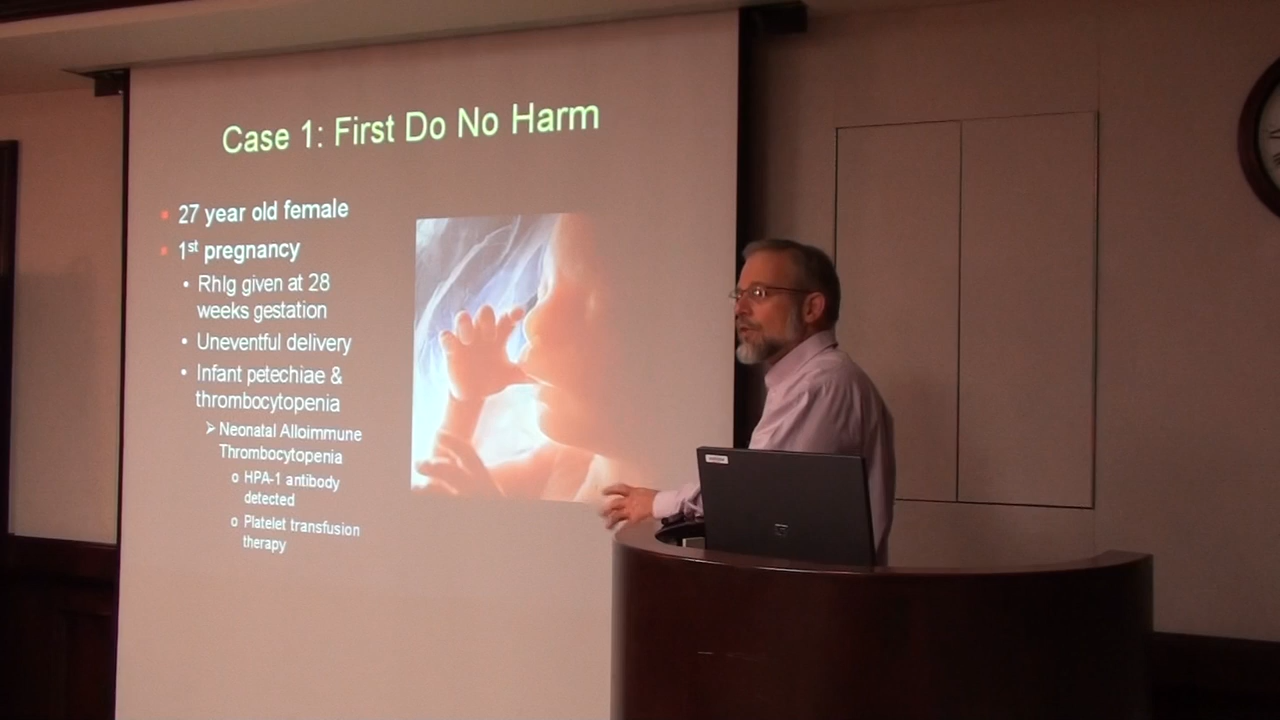 Case 1: First Do No Harm
▪ 27 year old female
▪ 1st pregnancy
• RhIg given at 28
weeks gestation
• Uneventful delivery
• Infant petechiae &
thrombocytopenia
➢ Neonatal Alloimmune
Thrombocytopenia
o HPA-1 antibody
detected
o Platelet transfusion
therapy